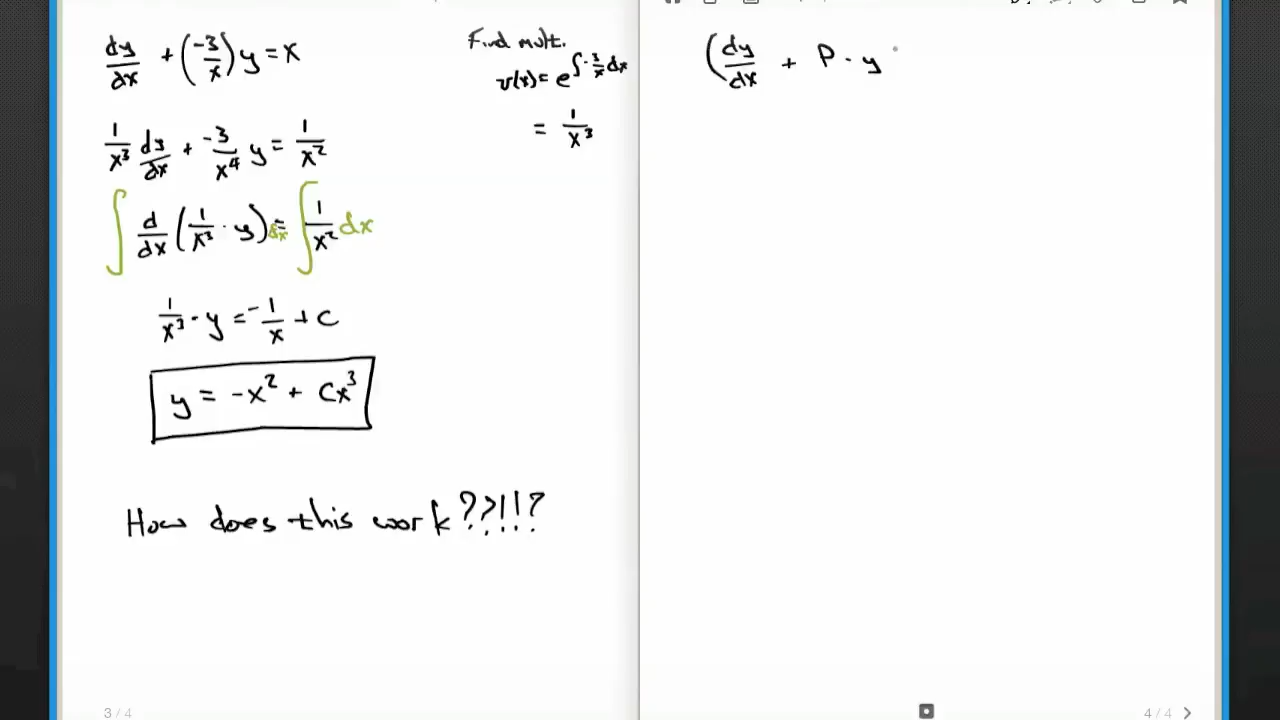 dy/dx + (-3/x) y = x
Find mult.
v(x) = e^∫-3/x dx
= 1/x³
1/x³ dy/dx + -3/x⁴ y = 1/x²
∫ d/dx (1/x³ · y) dx = ∫ 1/x² dx
1/x³ · y = -1/x + C
y = -x² + Cx³
How does this work??!!?
3 / 4
(dy/dx + P · y
4 / 4